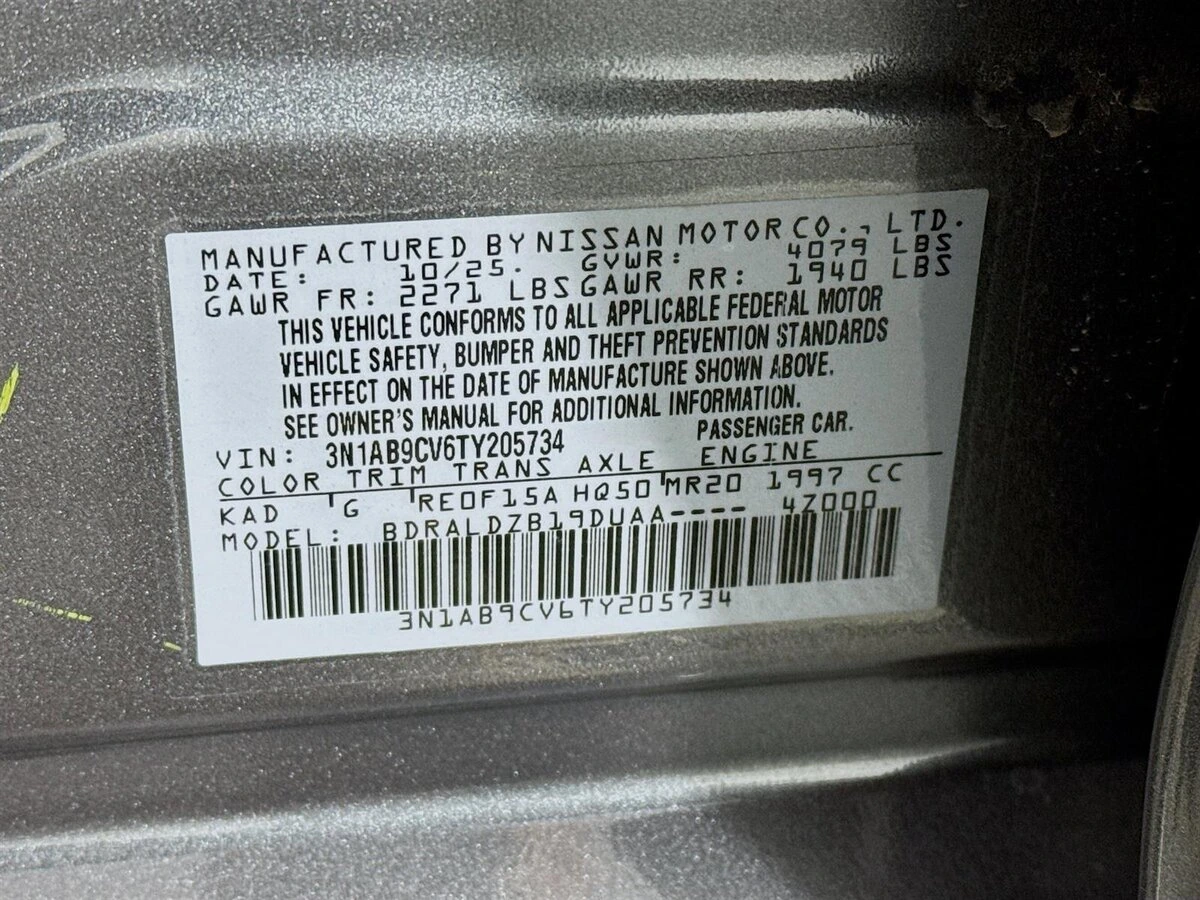 MANUFACTURED BY NISSAN MOTOR CO., LTD.
DATE: 10/25. GVWR: 4079 LBS
GAWR FR: 2271 LBS GAWR RR: 1940 LBS
THIS VEHICLE CONFORMS TO ALL APPLICABLE FEDERAL MOTOR
VEHICLE SAFETY, BUMPER AND THEFT PREVENTION STANDARDS
IN EFFECT ON THE DATE OF MANUFACTURE SHOWN ABOVE.
SEE OWNER'S MANUAL FOR ADDITIONAL INFORMATION.
VIN: 3N1AB9CV6TY205734 PASSENGER CAR.
COLOR TRIM TRANS AXLE ENGINE
KAD G RE0F15A HQ50 MR20 1997 CC
MODEL: BDRALDZB19DUAA---- 4Z000
3N1AB9CV6TY205734